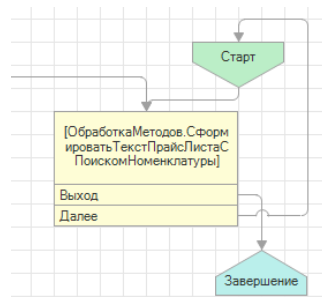 Старт
[ОбработкаМетодов.Сформ
ироватьТекстПрайсЛистаС
ПоискомНоменклатуры]
Выход
Далее
Завершение